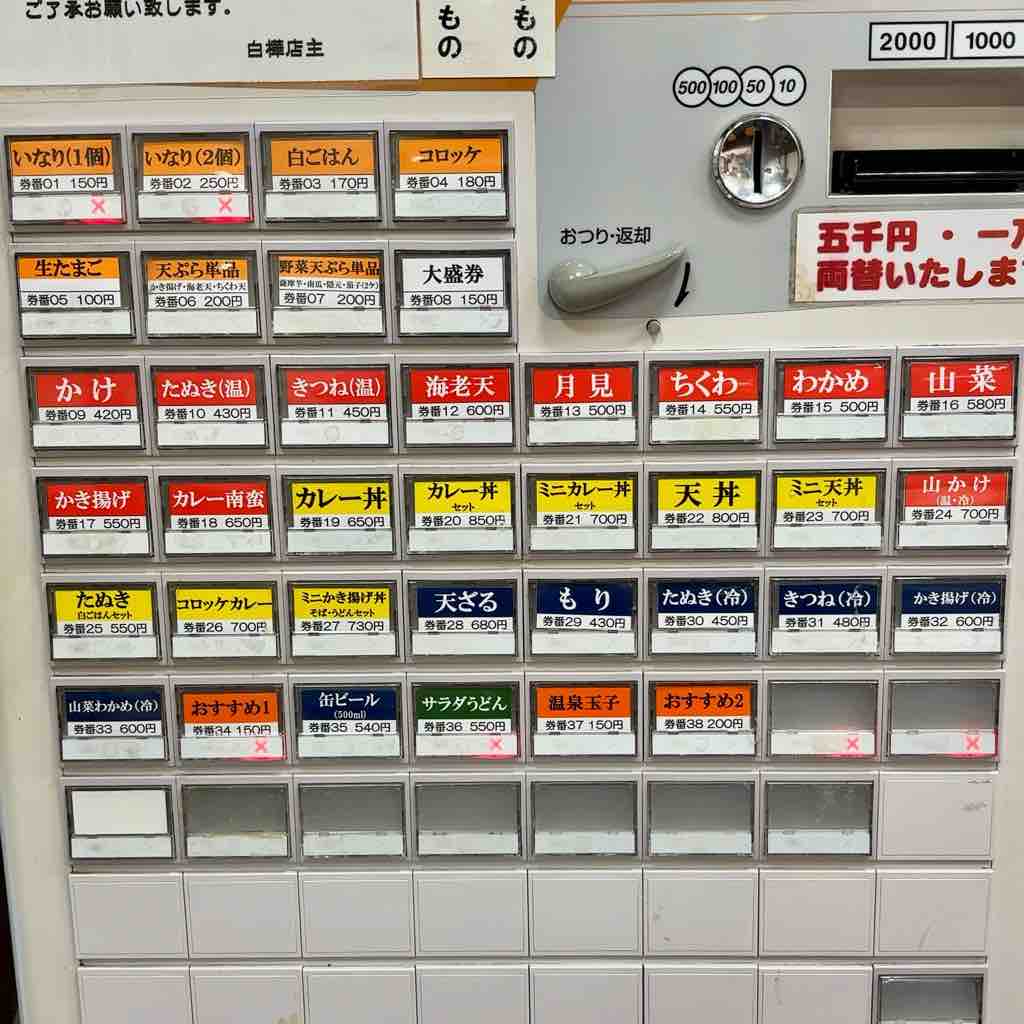 ご了承お願い致します。
白樺店主
もの
もの
2000 1000
500 100 50 10
おつり・返却
五千円・一
両替いたしま
いなり(1個)
券番01 150円
いなり(2個)
券番02 250円
白ごはん
券番03 170円
コロッケ
券番04 180円
生たまご
券番05 100円
天ぷら単品
かき揚げ・海老天・ちくわ天
券番06 200円
野菜天ぷら単品
薩摩芋・南瓜・隠元・茄子(2ケ)
券番07 200円
大盛券
券番08 150円
かけ
券番09 420円
たぬき(温)
券番10 430円
きつね(温)
券番11 450円
海老天
券番12 600円
月見
券番13 500円
ちくわ
券番14 550円
わかめ
券番15 500円
山菜
券番16 580円
かき揚げ
券番17 550円
カレー南蛮
券番18 650円
カレー丼
券番19 650円
カレー丼
セット
券番20 850円
ミニカレー丼
セット
券番21 700円
天丼
券番22 800円
ミニ天丼
セット
券番23 700円
山かけ
(温・冷)
券番24 700円
たぬき
白ごはんセット
券番25 550円
コロッケカレー
券番26 700円
ミニかき揚げ丼
そば・うどんセット
券番27 730円
天ざる
券番28 680円
もり
券番29 430円
たぬき(冷)
券番30 450円
きつね(冷)
券番31 480円
かき揚げ(冷)
券番32 600円
山菜わかめ(冷)
券番33 600円
おすすめ1
券番34 150円
缶ビール
(500ml)
券番35 540円
サラダうどん
券番36 550円
温泉玉子
券番37 150円
おすすめ2
券番38 200円